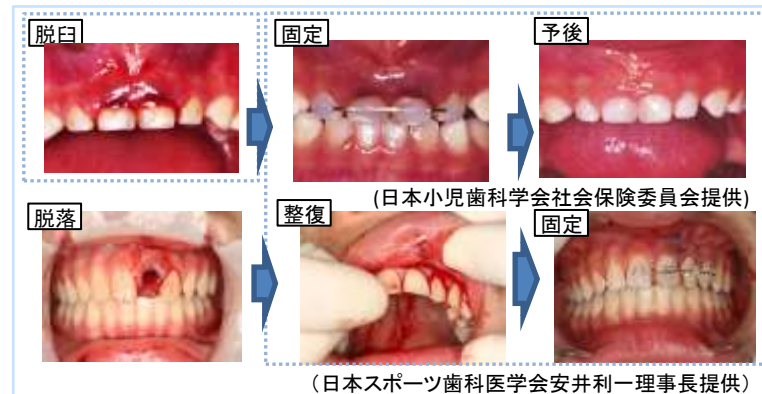 脱臼
固定
予後
(日本小児歯科学会社会保険委員会提供)
脱落
整復
固定
（日本スポーツ歯科医学会安井利一理事長提供）